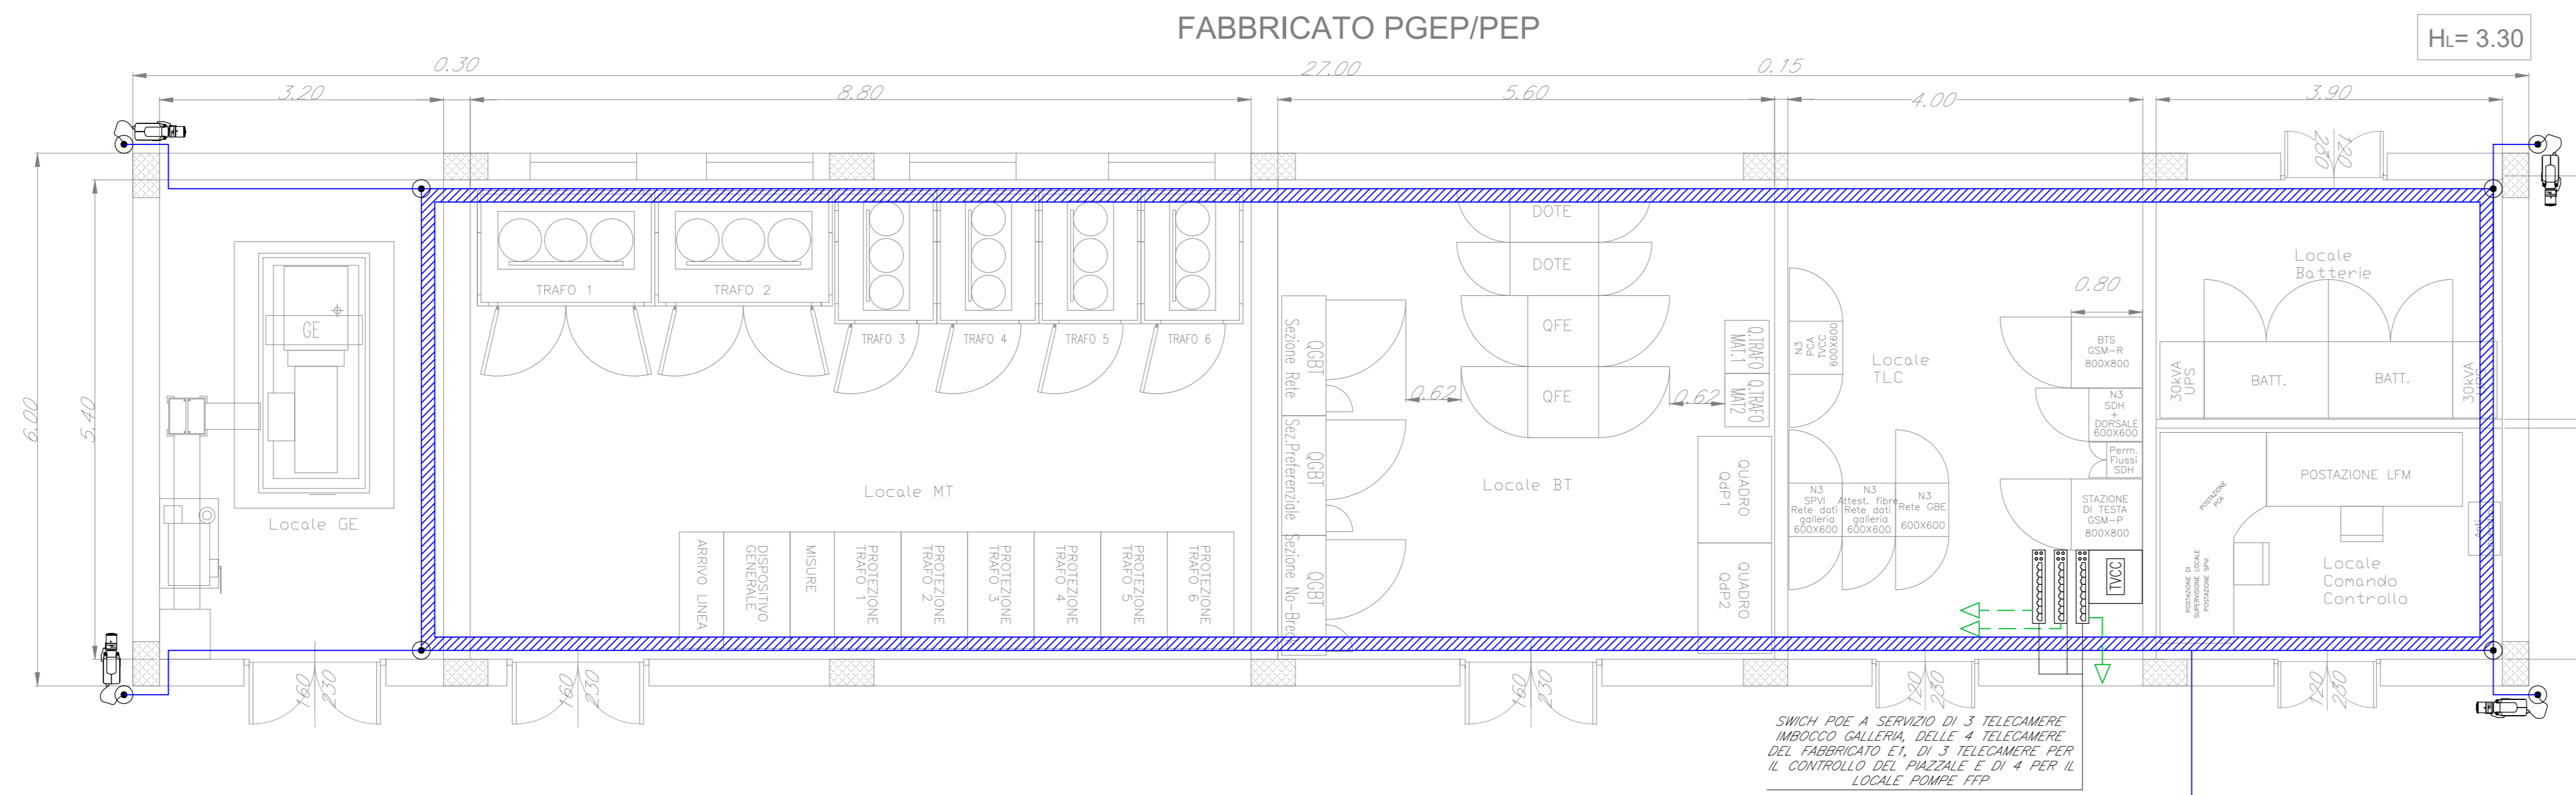 FABBRICATO PGEP/PEP
HL= 3.30
0.30
27.00
0.15
3.20
8.80
5.60
4.00
3.90
6.00
5.40
230
120
TRAFO 1
TRAFO 2
TRAFO 3
TRAFO 4
TRAFO 5
TRAFO 6
GE
Locale GE
Locale MT
ARRIVO LINEA
DISPOSITIVO
GENERALE
MISURE
PROTEZIONE
TRAFO 1
PROTEZIONE
TRAFO 2
PROTEZIONE
TRAFO 3
PROTEZIONE
TRAFO 4
PROTEZIONE
TRAFO 5
PROTEZIONE
TRAFO 6
DOTE
DOTE
QFE
QFE
0.62
0.62
QGBT
Sezione Rete
QGBT
Sez.Preferenziale
QGBT
Sezione No-Break
Q.TRAFO
MAT.1
Q.TRAFO
MAT2
QUADRO
QdP1
QUADRO
QdP2
Locale BT
N3
PCA
TVCC
600X600
Locale
TLC
N3
SPVI
Rete dati
galleria
600X600
N3
Attest. fibre
Rete dati
galleria
600X600
N3
Rete GBE
600X600
0.80
BTS
GSM-R
800X800
N3
SDH
+
DORSALE
600X600
Perm.
Flussi
SDH
STAZIONE
DI TESTA
GSM-P
800X800
TVCC
Locale
Batterie
30kVA
UPS
BATT.
BATT.
30kVA
UPS
POSTAZIONE LFM
POSTAZIONE
PCA
POSTAZIONE DI
SUPERVISIONE LOCALE
POSTAZIONE SPVI
Locale
Comando
Controllo
160
230
160
230
160
230
120
230
120
230
SWICH POE A SERVIZIO DI 3 TELECAMERE
IMBOCCO GALLERIA, DELLE 4 TELECAMERE
DEL FABBRICATO E1, DI 3 TELECAMERE PER
IL CONTROLLO DEL PIAZZALE E DI 4 PER IL
LOCALE POMPE FFP